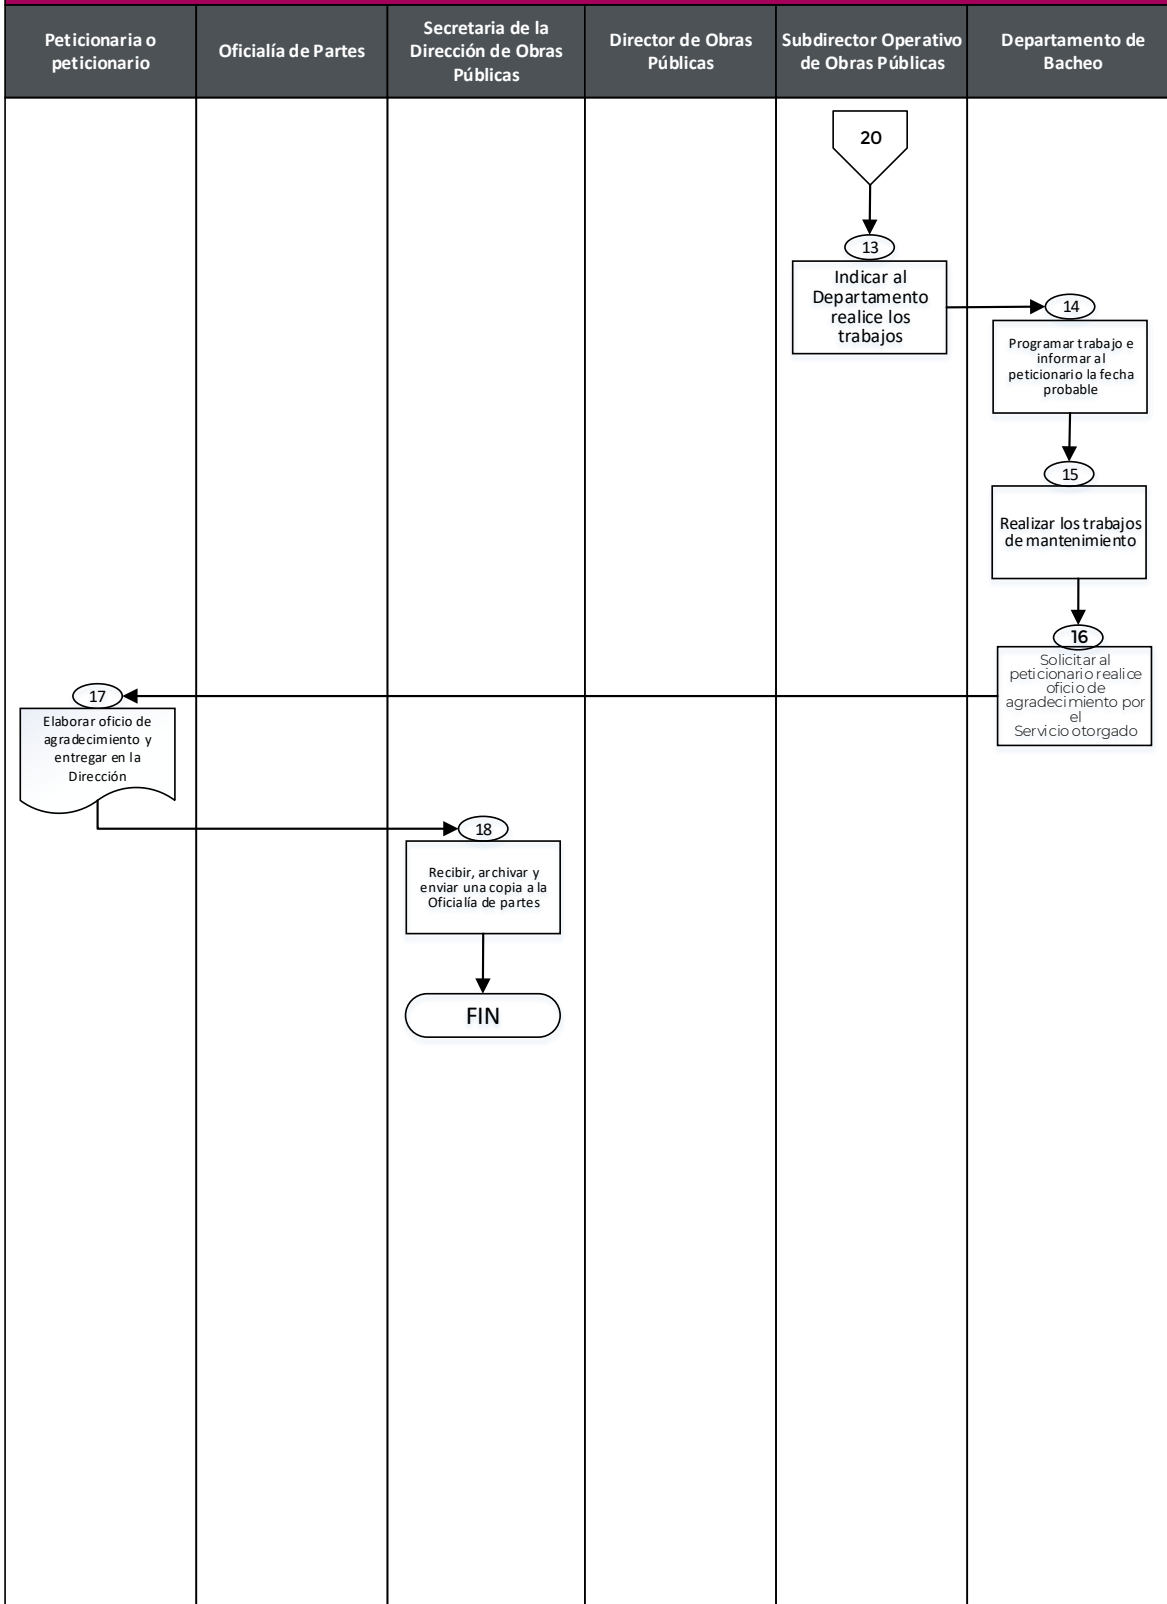 Peticionaria o
peticionario
Oficialía de Partes
Secretaria de la
Dirección de Obras
Públicas
Director de Obras
Públicas
Subdirector Operativo
de Obras Públicas
Departamento de
Bacheo
20
13
Indicar al
Departamento
realice los
trabajos
14
Programar trabajo e
informar al
peticionario la fecha
probable
15
Realizar los trabajos
de mantenimiento
16
Solicitar al
peticionario realice
oficio de
agradecimiento por
el
Servicio otorgado
17
Elaborar oficio de
agradecimiento y
entregar en la
Dirección
18
Recibir, archivar y
enviar una copia a la
Oficialía de partes
FIN